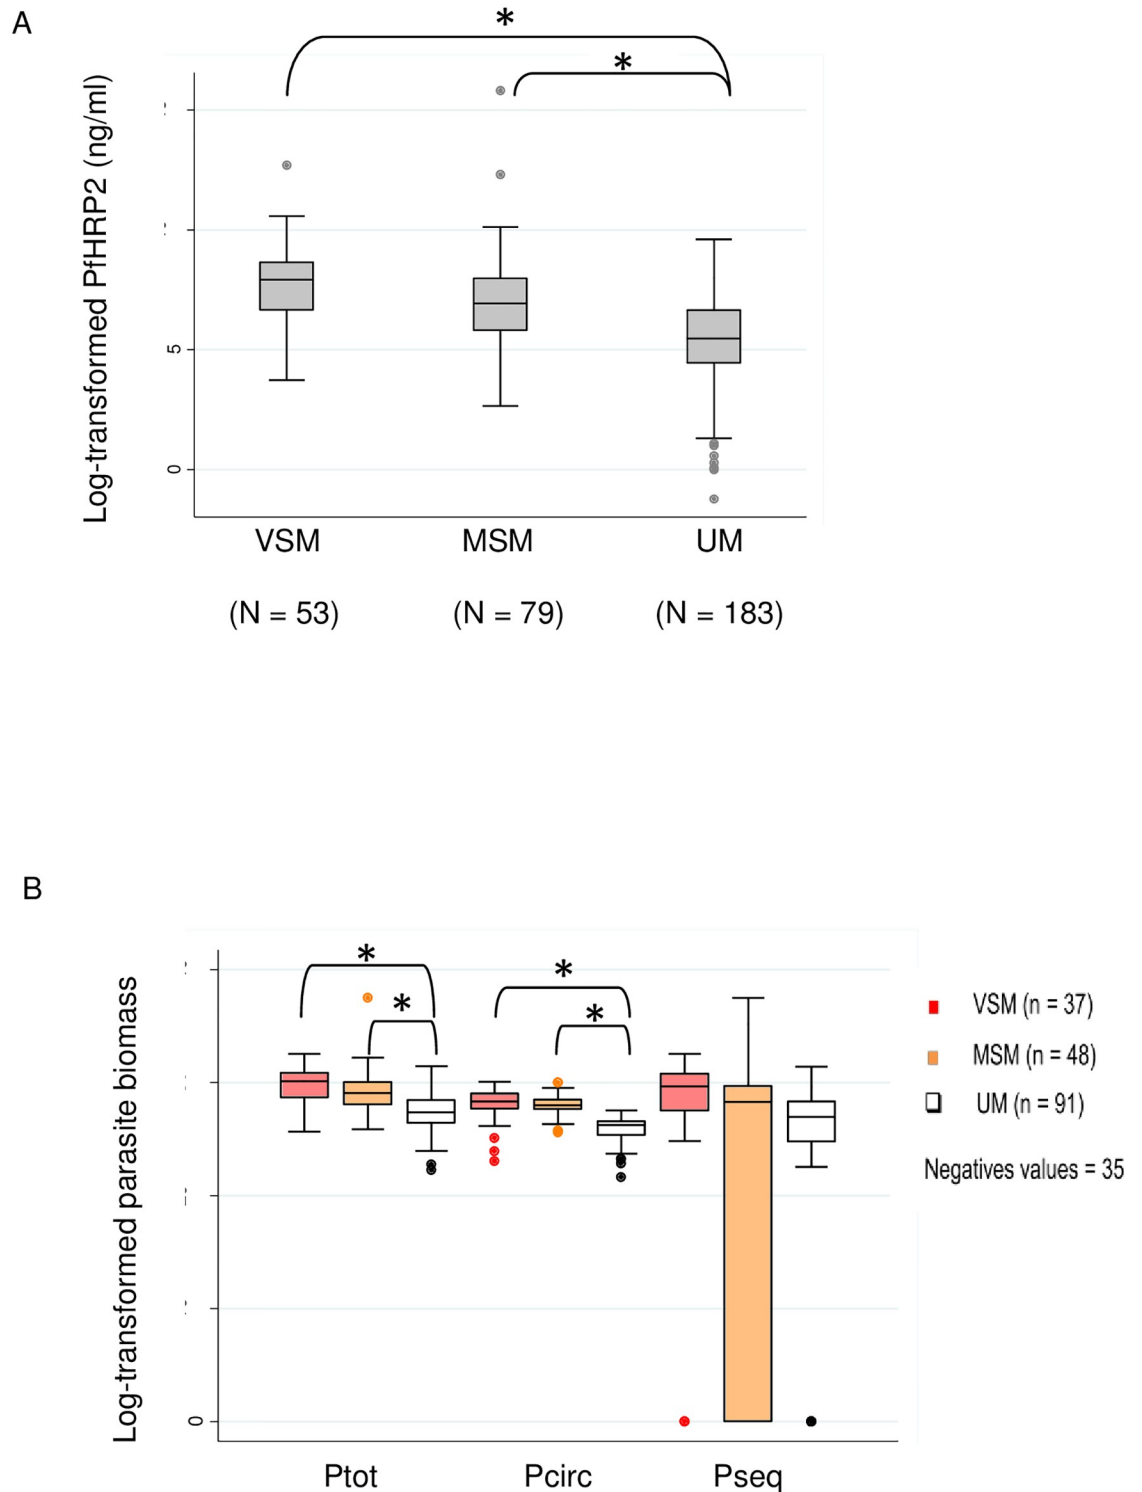 A
*
*
Log-transformed PfHRP2 (ng/ml)
5
0
VSM
MSM
UM
(N = 53)
(N = 79)
(N = 183)
B
*
*
*
*
Log-transformed parasite biomass
0
VSM (n = 37)
MSM (n = 48)
UM (n = 91)
Negatives values = 35
Ptot
Pcirc
Pseq